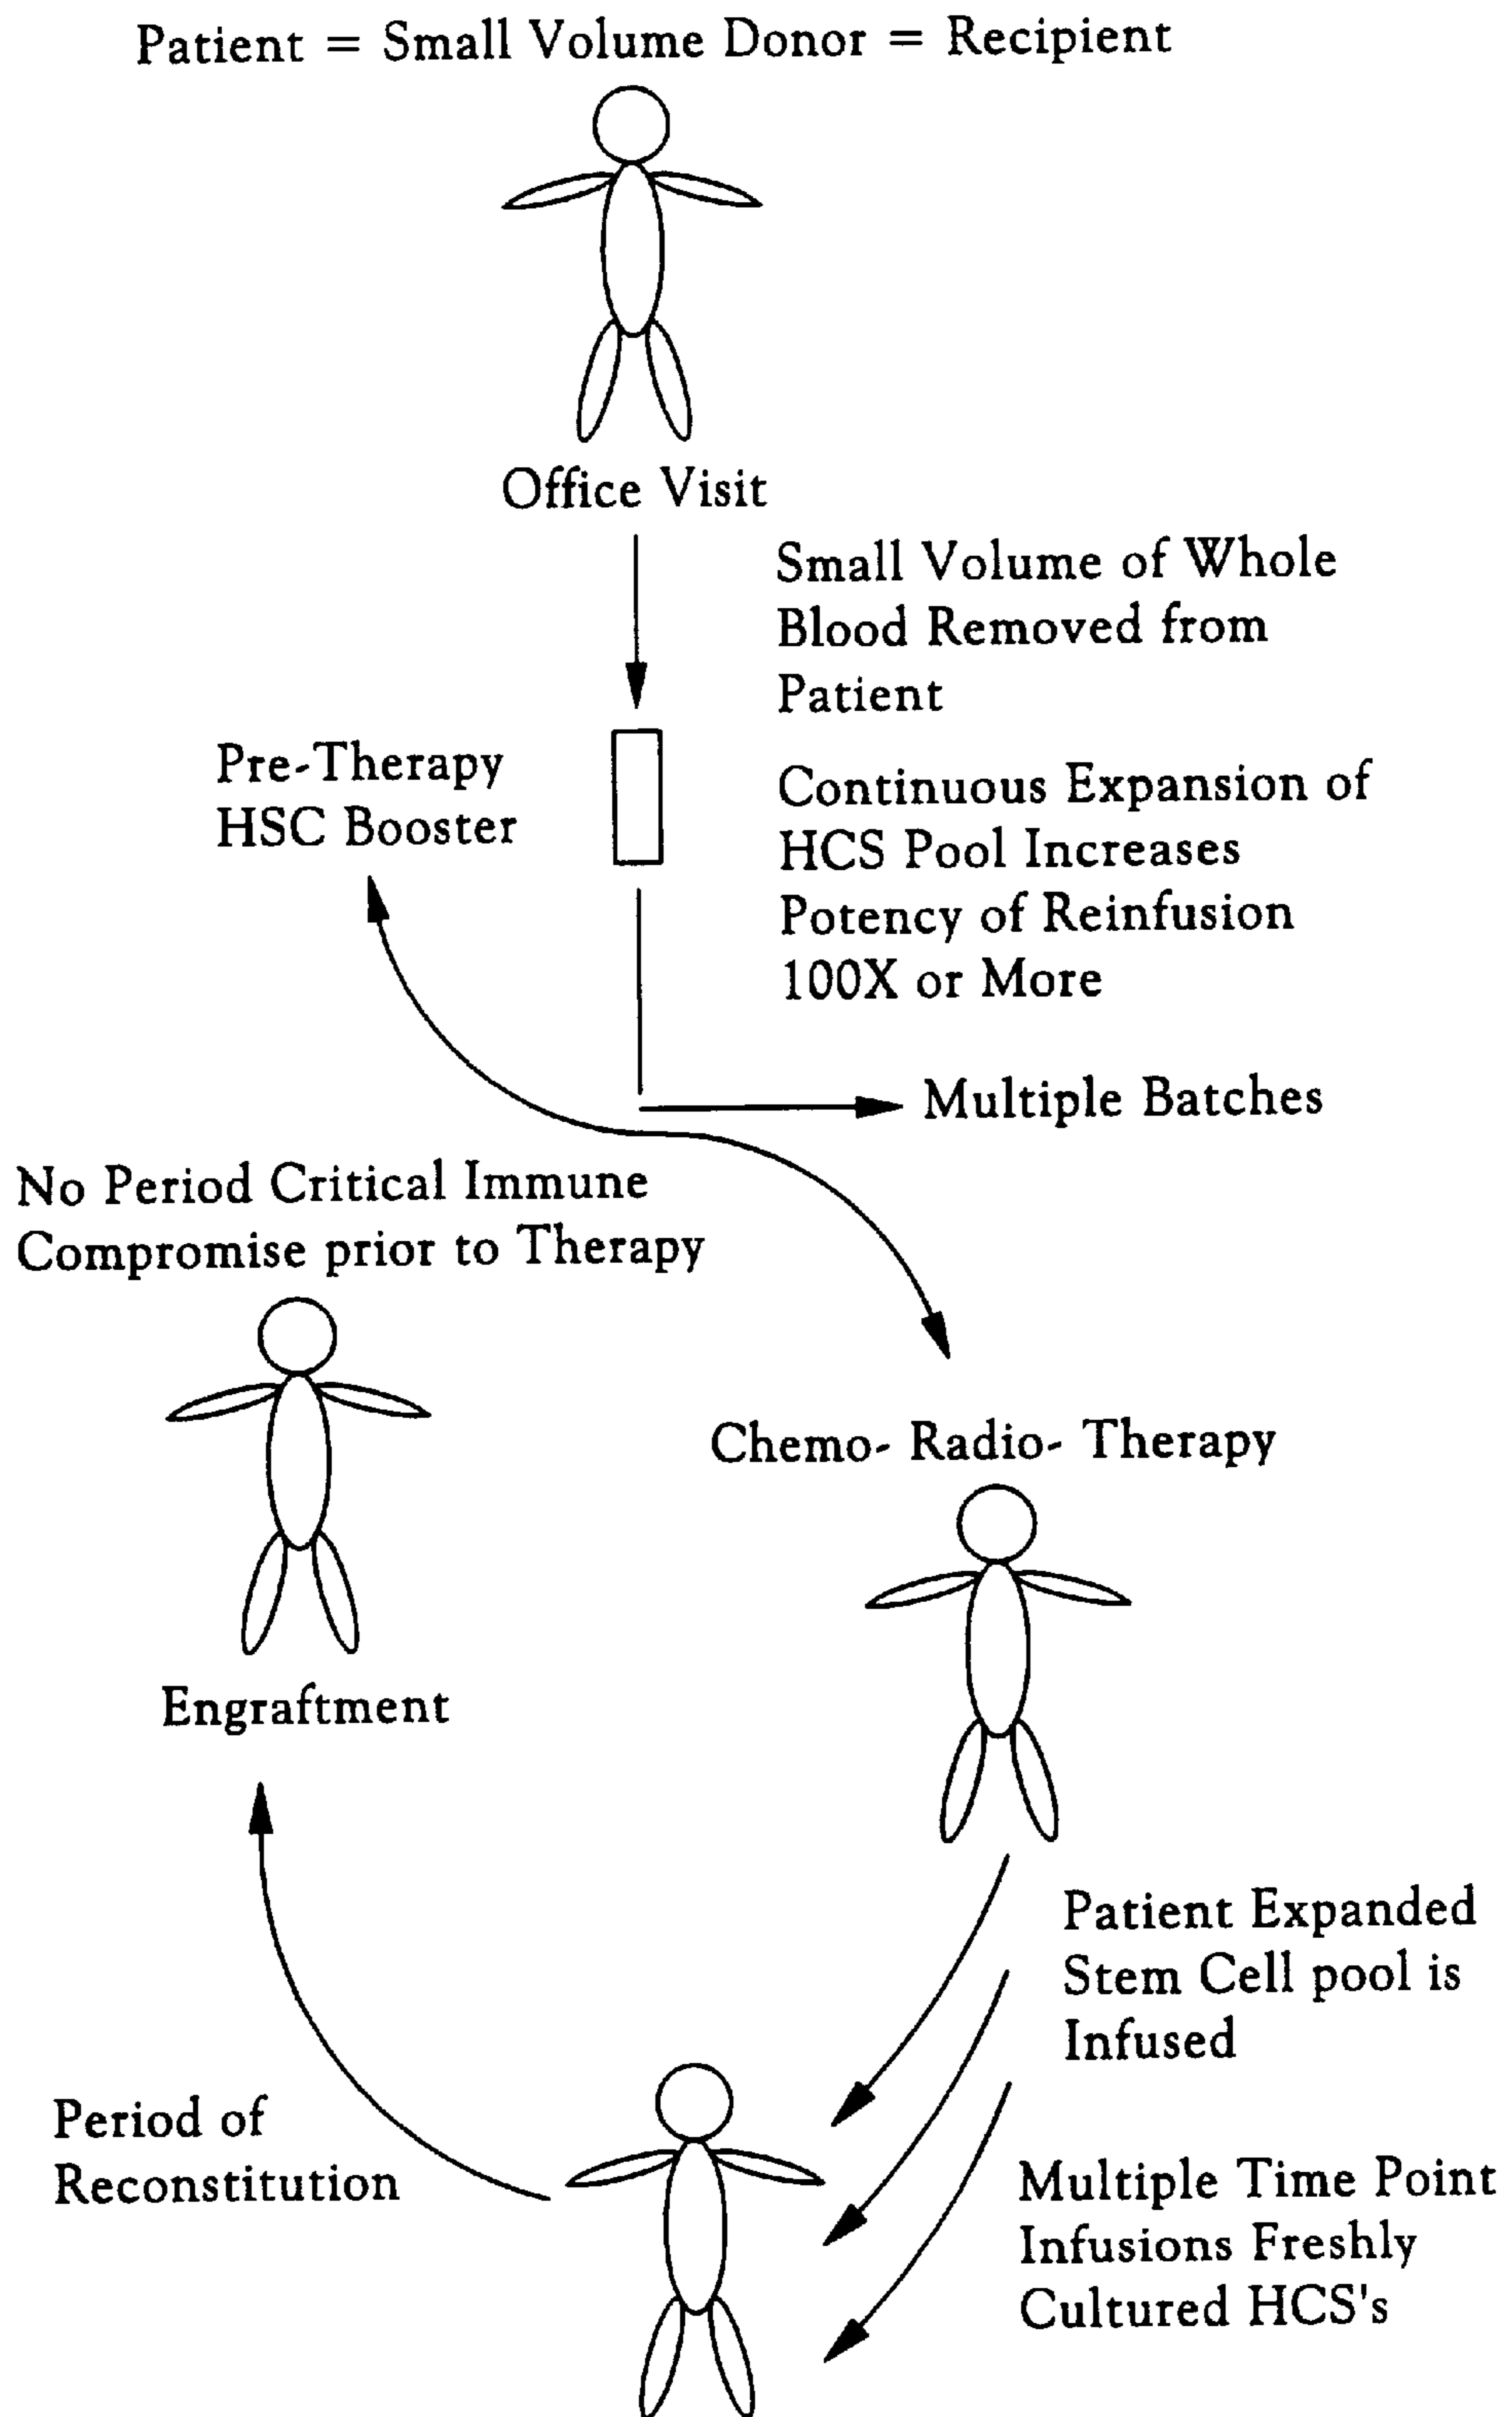 Patient = Small Volume Donor = Recipient
Office Visit
Small Volume of Whole
Blood Removed from
Patient
Pre-Therapy
HSC Booster
Continuous Expansion of
HCS Pool Increases
Potency of Reinfusion
100X or More
Multiple Batches
No Period Critical Immune
Compromise prior to Therapy
Chemo- Radio- Therapy
Engraftment
Patient Expanded
Stem Cell pool is
Infused
Period of
Reconstitution
Multiple Time Point
Infusions Freshly
Cultured HCS's